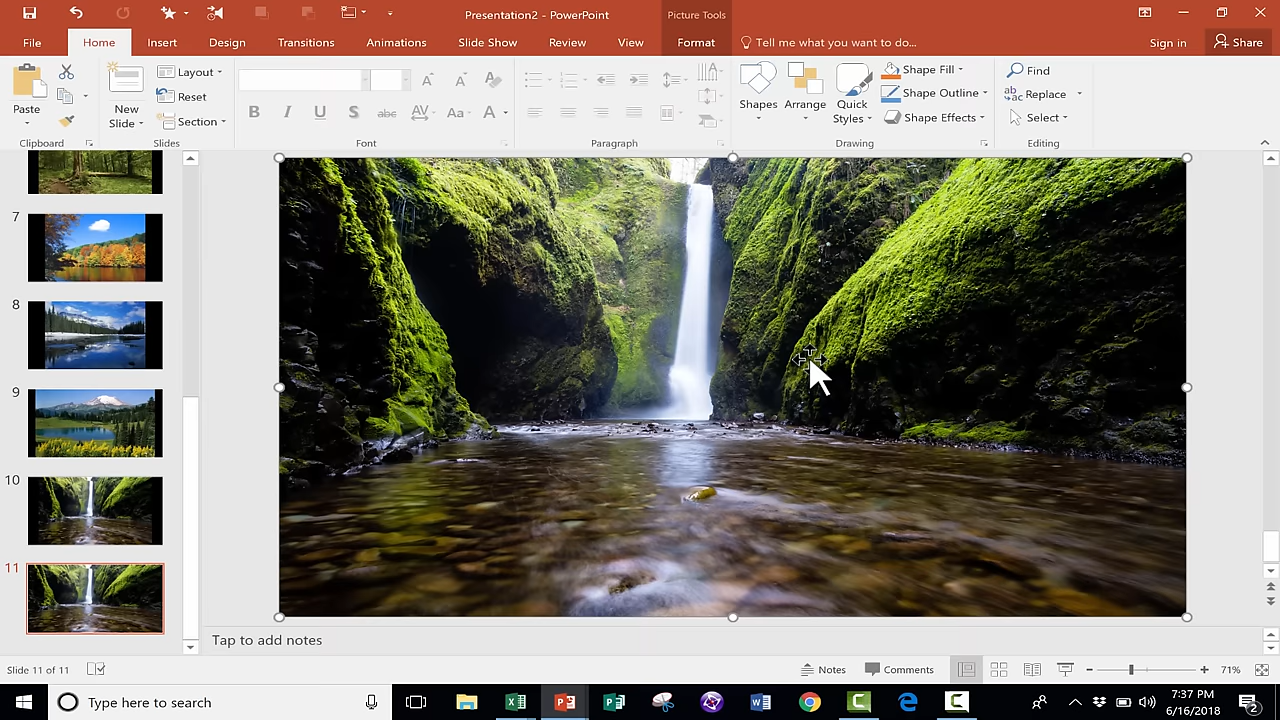 Presentation2 - PowerPoint
Picture Tools
File
Home
Insert
Design
Transitions
Animations
Slide Show
Review
View
Format
Tell me what you want to do...
Sign in
Share
Paste
New
Slide
Layout
Reset
Section
B I U S abc AV Aa A
Shapes
Arrange
Quick
Styles
Shape Fill
Shape Outline
Shape Effects
Find
Replace
Select
Clipboard
Slides
Font
Paragraph
Drawing
Editing
7
8
9
10
11
Tap to add notes
Slide 11 of 11
Notes
Comments
71%
Type here to search
7:37 PM
6/16/2018
2